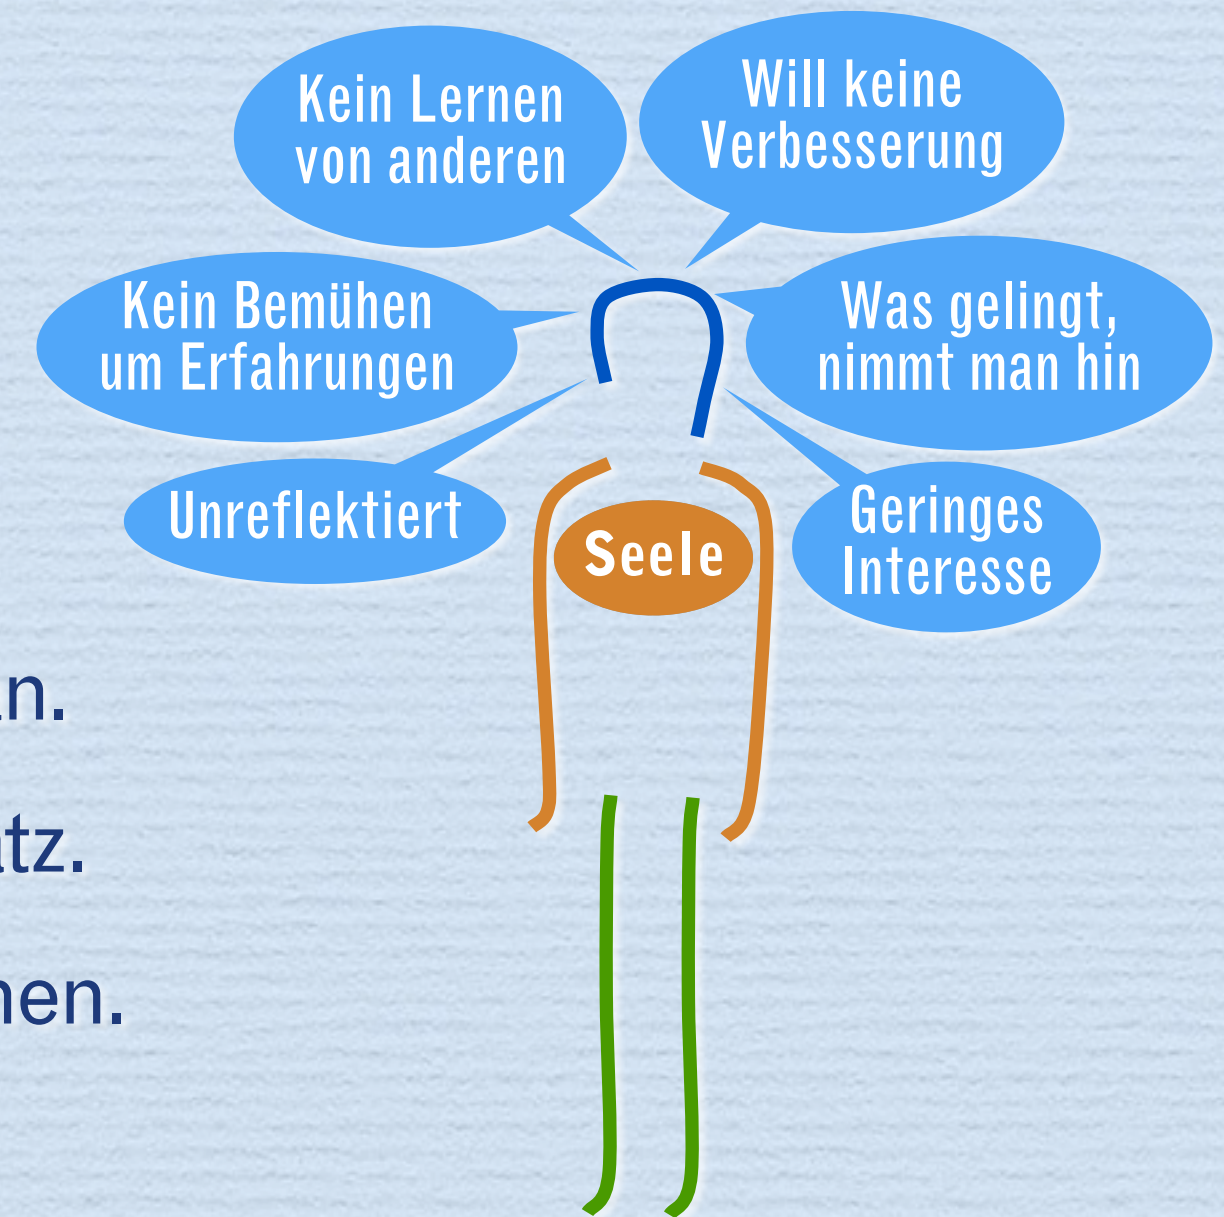 Kein Lernen
von anderen
Will keine
Verbesserung
Kein Bemühen
um Erfahrungen
Was gelingt,
nimmt man hin
Unreflektiert
Geringes
Interesse
Seele